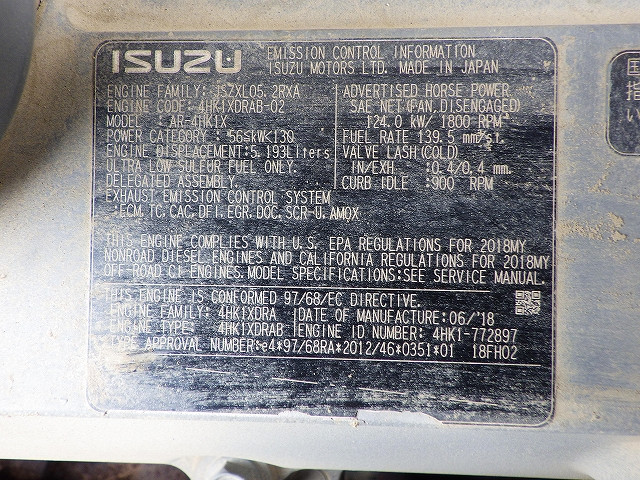 ISUZU EMISSION CONTROL INFORMATION
ISUZU MOTORS LTD. MADE IN JAPAN
ENGINE FAMILY: JSZXL05.2RXA
ENGINE CODE: 4HK1XDRAB-02
MODEL : AR-4HK1X
POWER CATEGORY : 56≤kW<130
ENGINE DISPLACEMENT:5.193Liters
ULTRA LOW SULFUR FUEL ONLY.
DELEGATED ASSEMBLY.
EXHAUST EMISSION CONTROL SYSTEM
:ECM,TC,CAC,DFI,EGR,DOC,SCR-U,AMOX
ADVERTISED HORSE POWER
SAE NET(FAN,DISENGAGED)
124.0 kW/ 1800 RPM
FUEL RATE 139.5 mm³/st.
VALVE LASH(COLD)
IN/EXH :0.4/0.4 mm.
CURB IDLE :900 RPM
THIS ENGINE COMPLIES WITH U.S. EPA REGULATIONS FOR 2018MY
NONROAD DIESEL ENGINES AND CALIFORNIA REGULATIONS FOR 2018MY
OFF-ROAD CI ENGINES.MODEL SPECIFICATIONS:SEE SERVICE MANUAL.
THIS ENGINE IS CONFORMED 97/68/EC DIRECTIVE.
ENGINE FAMILY: 4HK1XDRA DATE OF MANUFACTURE:06/'18
ENGINE TYPE: 4HK1XDRAB ENGINE ID NUMBER: 4HK1-772897
TYPE APPROVAL NUMBER:e4*97/68RA*2012/46*0351*01 18FH02